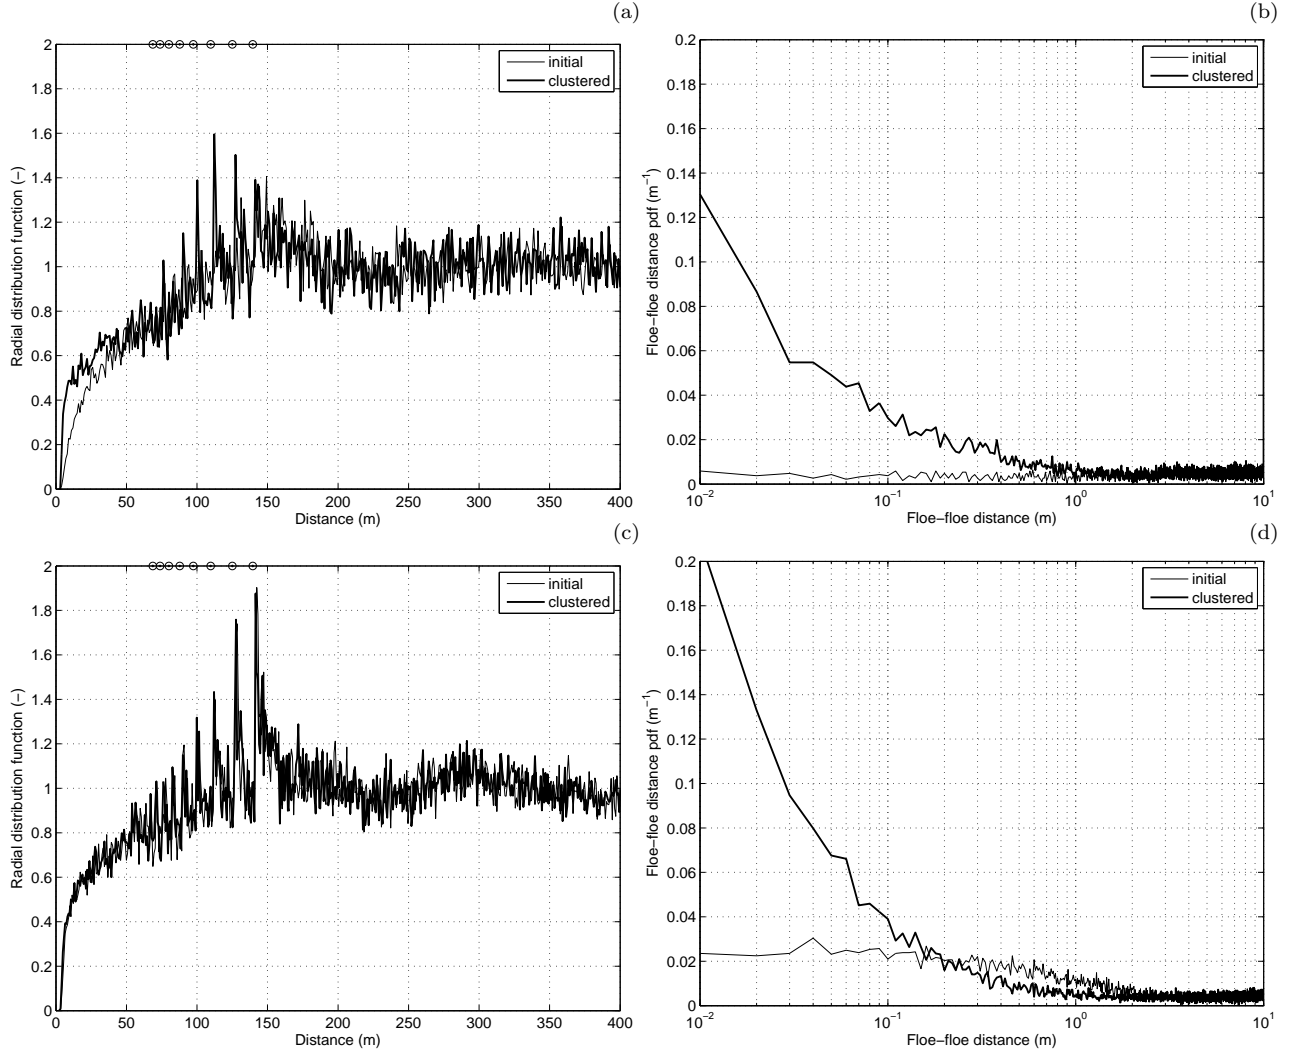 (a)
2
1.8
1.6
1.4
1.2
1
0.8
0.6
0.4
0.2
0
0 50 100 150 200 250 300 350 400
Radial distribution function (−)
Distance (m)
initial
clustered
(b)
0.2
0.18
0.16
0.14
0.12
0.1
0.08
0.06
0.04
0.02
0
10−2 10−1 100 101
Floe−floe distance pdf (m−1)
Floe−floe distance (m)
initial
clustered
(c)
2
1.8
1.6
1.4
1.2
1
0.8
0.6
0.4
0.2
0
0 50 100 150 200 250 300 350 400
Radial distribution function (−)
Distance (m)
initial
clustered
(d)
0.2
0.18
0.16
0.14
0.12
0.1
0.08
0.06
0.04
0.02
0
10−2 10−1 100 101
Floe−floe distance pdf (m−1)
Floe−floe distance (m)
initial
clustered